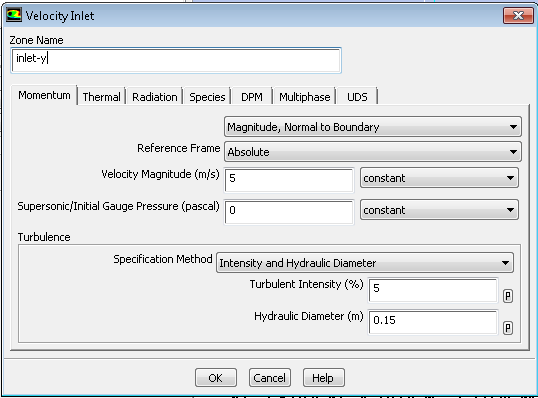 Velocity Inlet
Zone Name
inlet-y
Momentum Thermal Radiation Species DPM Multiphase UDS
Magnitude, Normal to Boundary
Reference Frame Absolute
Velocity Magnitude (m/s) 5 constant
Supersonic/Initial Gauge Pressure (pascal) 0 constant
Turbulence
Specification Method Intensity and Hydraulic Diameter
Turbulent Intensity (%) 5 P
Hydraulic Diameter (m) 0.15 P
OK Cancel Help